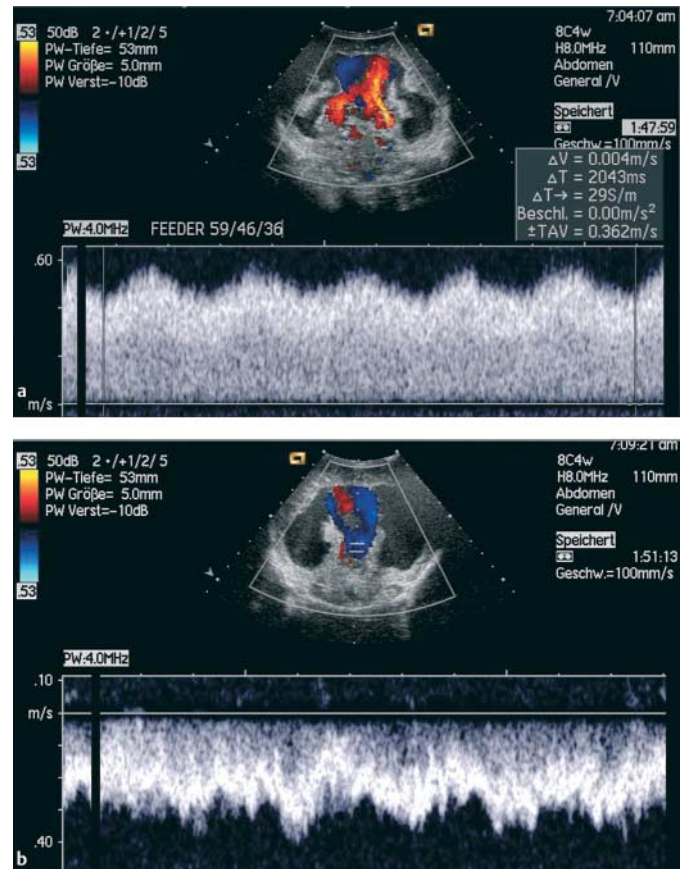 7:04:07 am
.53
50dB 2 •/+1/2/ 5
PW-Tiefe= 53mm
PW Größe= 5.0mm
PW Verst=-10dB
.53
8C4w
H8.0MHz 110mm
Abdomen
General /V
Speichert
1:47:59
Geschw.=100mm/s
ΔV = 0.004m/s
ΔT = 2043ms
ΔT→ = 29S/m
Beschl. = 0.00m/s²
±TAV = 0.362m/s
PW:4.0MHz FEEDER 59/46/36
.60
a
m/s
7:09:21 am
.53
50dB 2 •/+1/2/ 5
PW-Tiefe= 53mm
PW Größe= 5.0mm
PW Verst=-10dB
.53
8C4w
H8.0MHz 110mm
Abdomen
General /V
Speichert
1:51:13
Geschw.=100mm/s
PW:4.0MHz
.10
m/s
.40
b